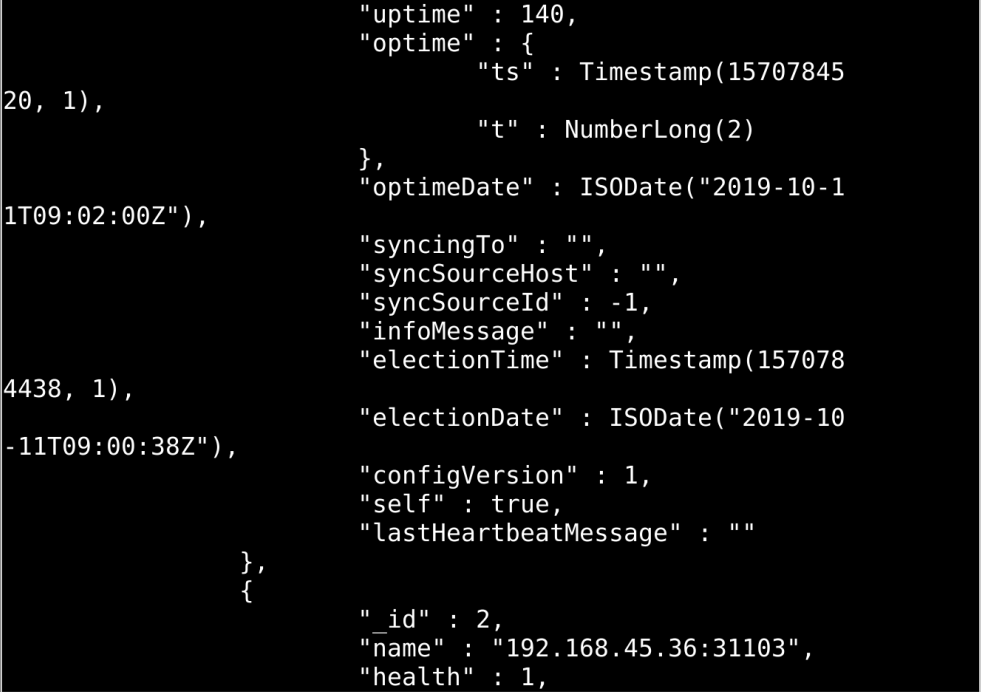 "uptime" : 140,
"optime" : {
"ts" : Timestamp(15707845
20, 1),
"t" : NumberLong(2)
},
"optimeDate" : ISODate("2019-10-1
1T09:02:00Z"),
"syncingTo" : "",
"syncSourceHost" : "",
"syncSourceId" : -1,
"infoMessage" : "",
"electionTime" : Timestamp(157078
4438, 1),
"electionDate" : ISODate("2019-10
-11T09:00:38Z"),
"configVersion" : 1,
"self" : true,
"lastHeartbeatMessage" : ""
},
{
"_id" : 2,
"name" : "192.168.45.36:31103",
"health" : 1,